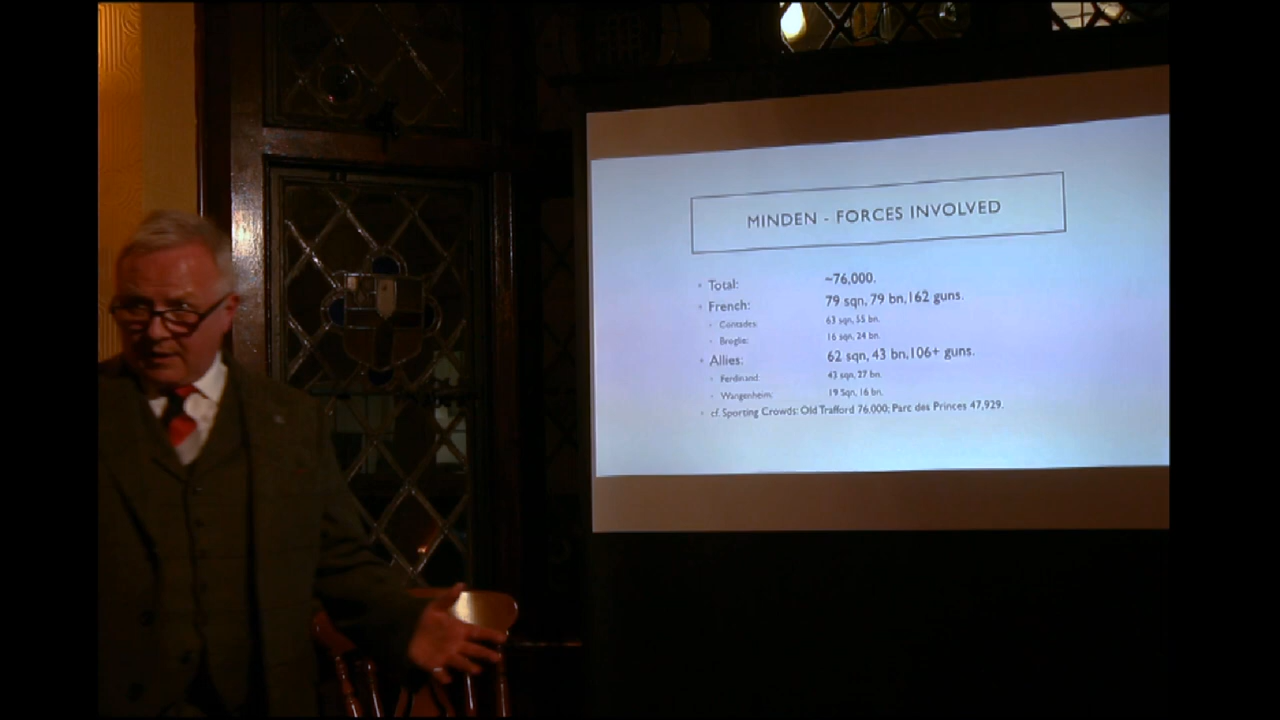 MINDEN - FORCES INVOLVED
Total: ~76,000.
French: 79 sqn, 79 bn, 162 guns.
Contades: 63 sqn, 55 bn.
Broglie: 16 sqn, 24 bn.
Allies: 62 sqn, 43 bn, 106+ guns.
Ferdinand: 43 sqn, 27 bn.
Wangenheim: 19 Sqn, 16 bn.
cf. Sporting Crowds: Old Trafford 76,000; Parc des Princes 47,929.